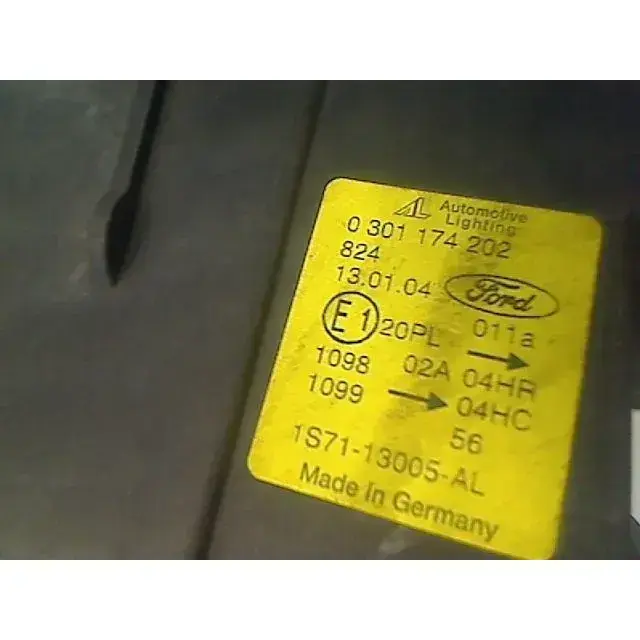 AL Automotive Lighting
0 301 174 202
824
13.01.04 Ford
E1 20PL 011a →
1098 02A 04HR
1099 → 04HC
56
1S71-13005-AL
Made in Germany